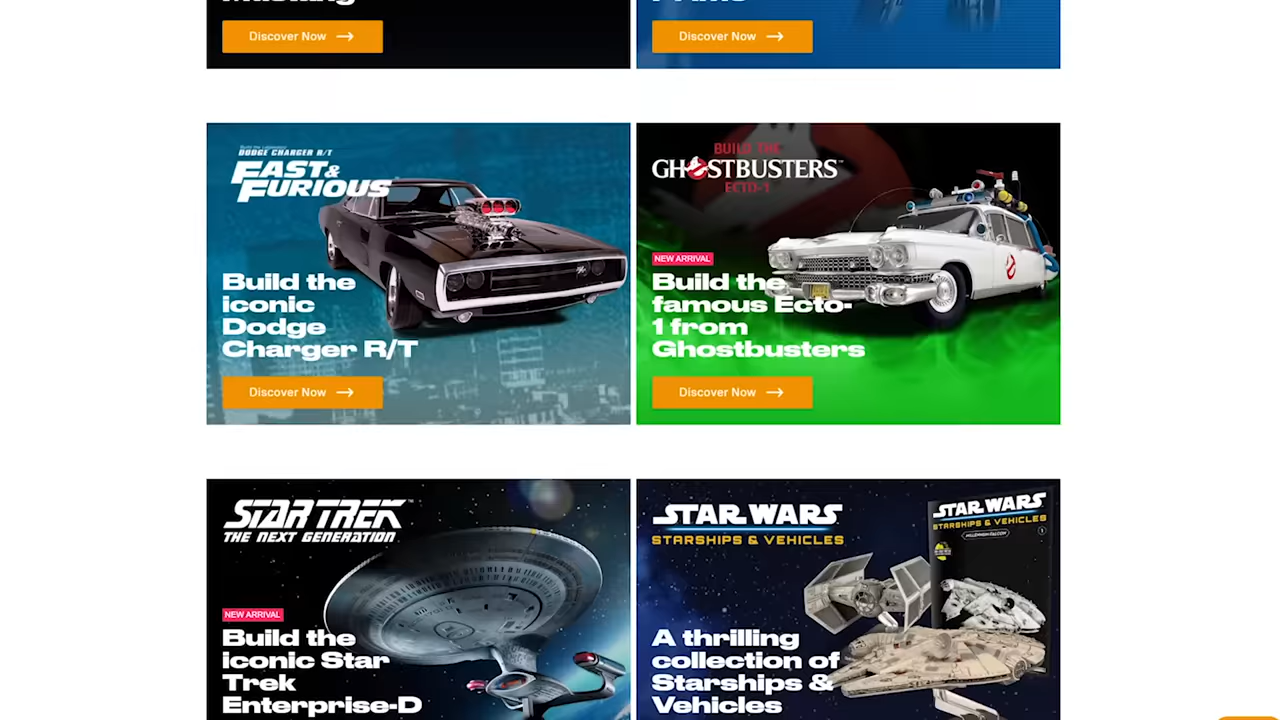 Discover Now
Discover Now
DODGE CHARGER R/T
FAST &
FURIOUS
Build the
iconic
Dodge
Charger R/T
Discover Now
BUILD THE
GHOSTBUSTERS™
ECTO-1
NEW ARRIVAL
Build the
famous Ecto-
1 from
Ghostbusters
Discover Now
STAR TREK™
THE NEXT GENERATION
NEW ARRIVAL
Build the
iconic Star
Trek
Enterprise-D
STAR WARS
STARSHIPS & VEHICLES
A thrilling
collection of
Starships &
Vehicles
STAR WARS
STARSHIPS & VEHICLES
MILLENNIUM FALCON
1